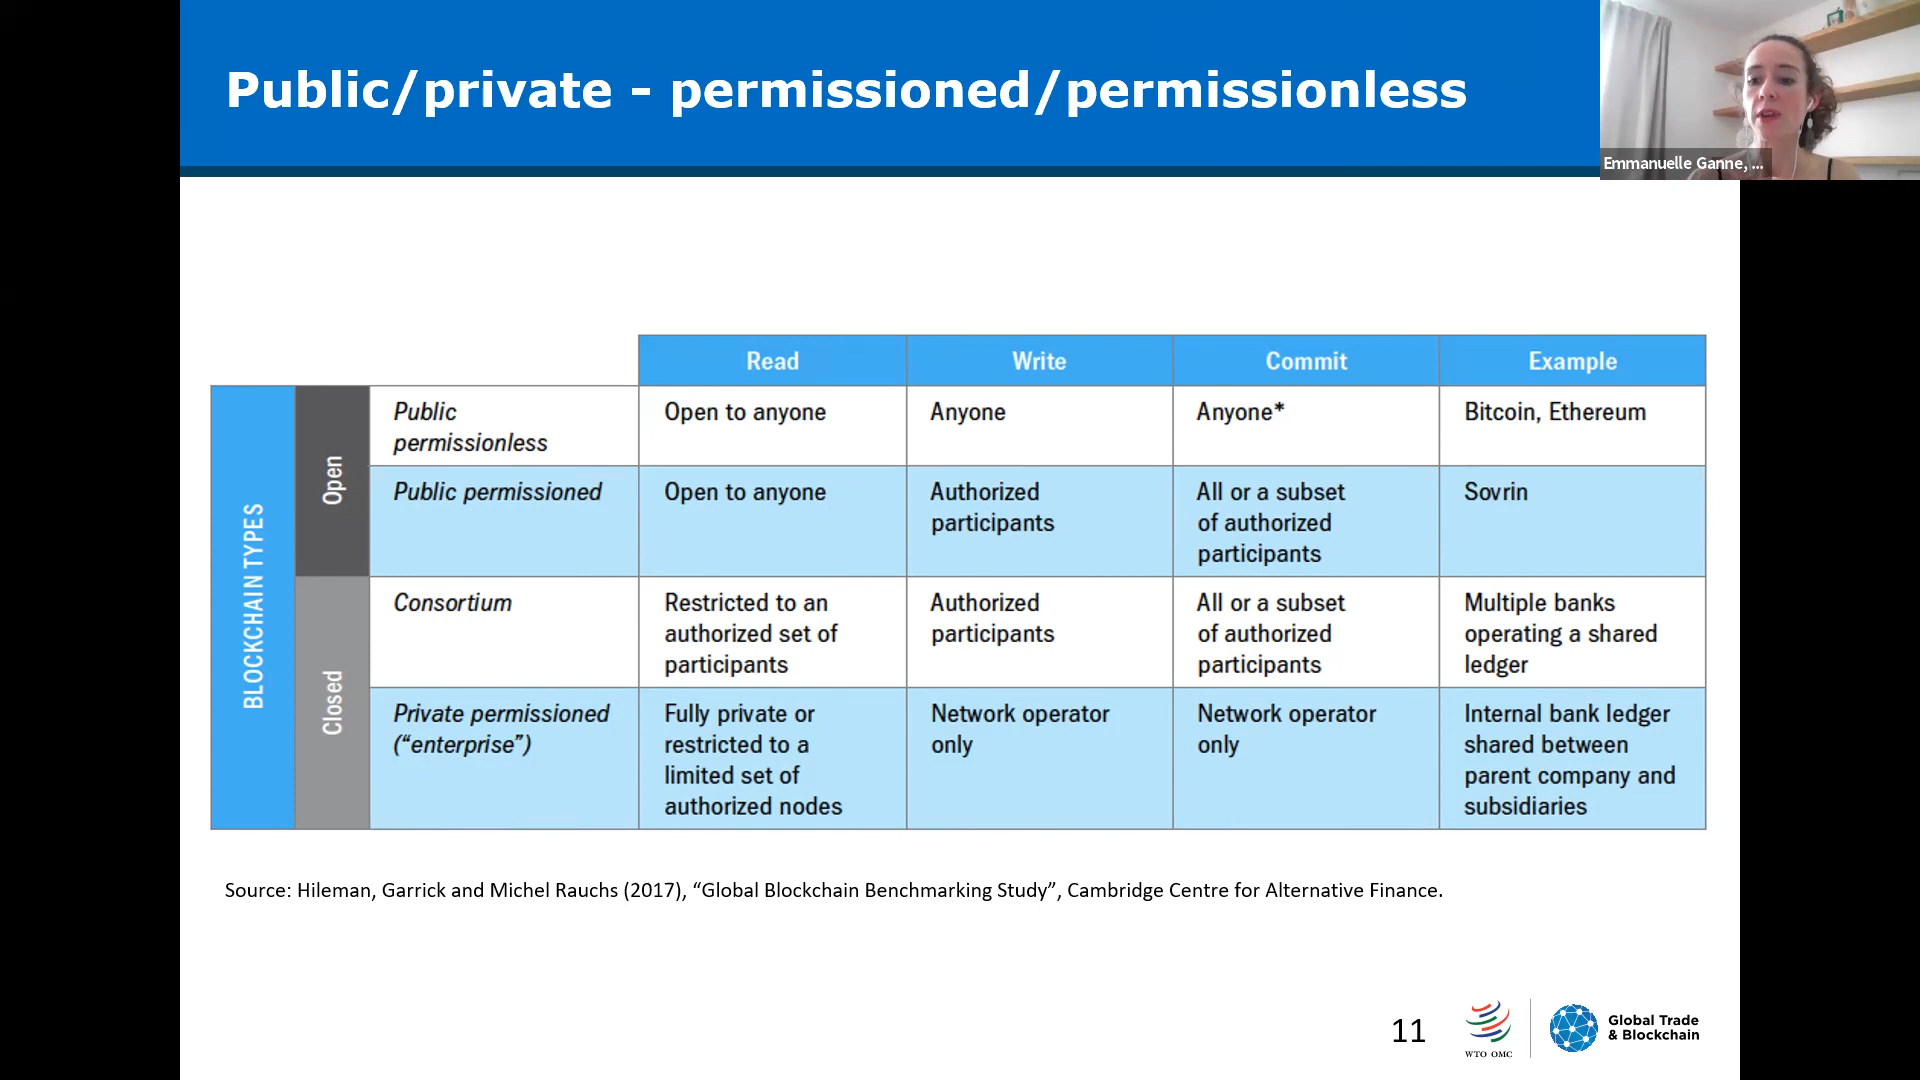 Public/private - permissioned/permissionless
Emmanuelle Ganne, ...
Read
Write
Commit
Example
BLOCKCHAIN TYPES
Open
Public
permissionless
Open to anyone
Anyone
Anyone*
Bitcoin, Ethereum
Public permissioned
Open to anyone
Authorized
participants
All or a subset
of authorized
participants
Sovrin
Closed
Consortium
Restricted to an
authorized set of
participants
Authorized
participants
All or a subset
of authorized
participants
Multiple banks
operating a shared
ledger
Private permissioned
(“enterprise”)
Fully private or
restricted to a
limited set of
authorized nodes
Network operator
only
Network operator
only
Internal bank ledger
shared between
parent company and
subsidiaries
Source: Hileman, Garrick and Michel Rauchs (2017), “Global Blockchain Benchmarking Study”, Cambridge Centre for Alternative Finance.
11
WTO OMC
Global Trade
& Blockchain